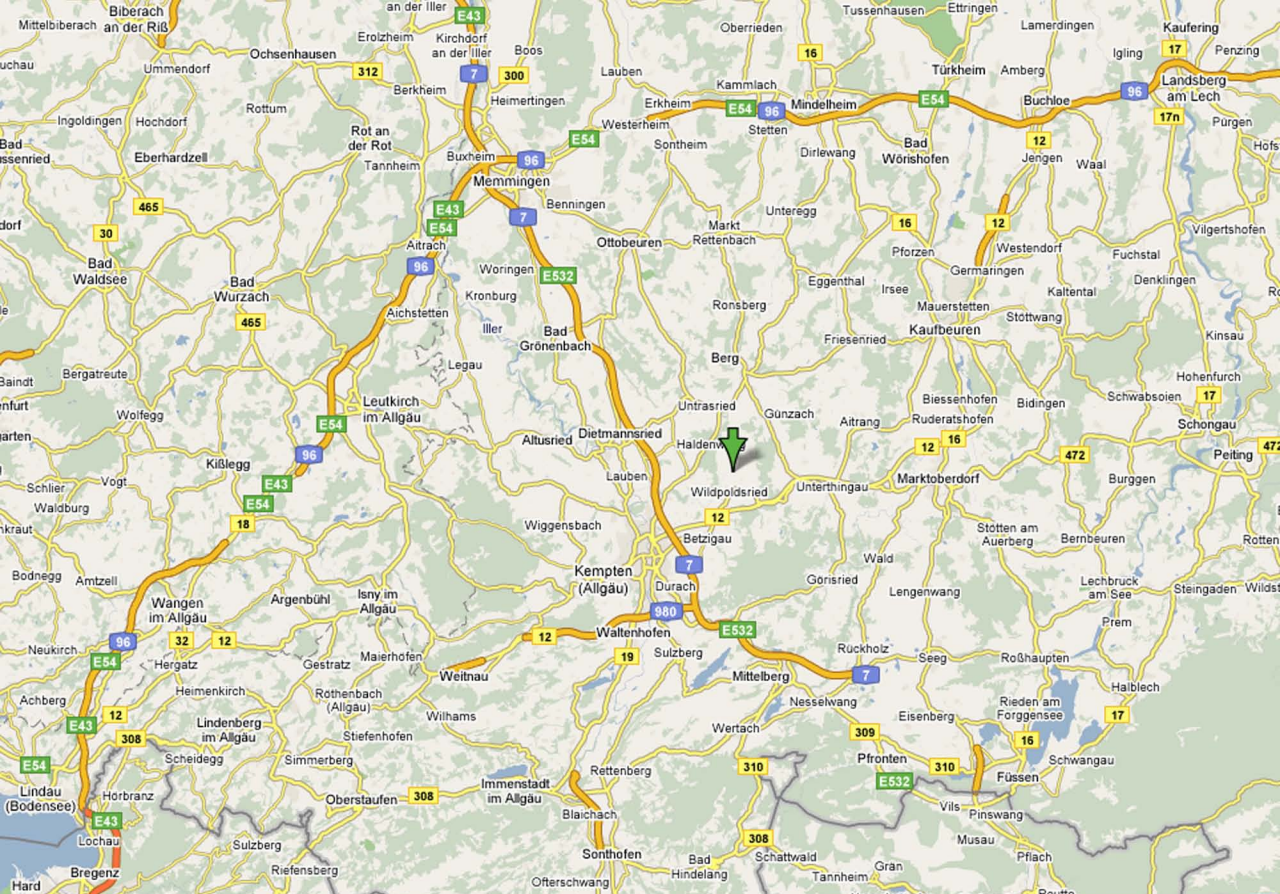 Biberach
an der Riß
Mittelbiberach
an der Iller
E43
Kirchdorf
an der Iller
Erolzheim
Boos
Ochsenhausen
Ummendorf
312
7
300
Berkheim
Heimertingen
Lauben
Oberrieden
16
Tussenhausen
Ettringen
Lamerdingen
Kaufering
17
Igling
Penzing
Türkheim
Amberg
Landsberg
am Lech
96
Kammlach
Erkheim
E54
96
Mindelheim
E54
Buchloe
17n
Pürgen
Rottum
Ingoldingen
Hochdorf
Rot an
der Rot
Westerheim
Stetten
E54
Sontheim
Dirlewang
Bad
Wörishofen
12
Jengen
Waal
Bad
Eberhardzell
Tannheim
Buxheim
96
Memmingen
465
E43
E54
7
Benningen
Unteregg
16
12
30
Aitrach
Ottobeuren
Markt
Rettenbach
Pforzen
Westendorf
Fuchstal
Vilgertshofen
Bad
Waldsee
Bad
Wurzach
96
Woringen
E532
Eggenthal
Irsee
Germaringen
Kaltental
Denklingen
Kronburg
Ronsberg
Mauerstetten
Aichstetten
465
Iller
Bad
Grönenbach
Friesenried
Kaufbeuren
Stöttwang
Kinsau
Baindt
Bergatreute
Legau
Berg
Hohenfurch
Wolfegg
Leutkirch
im Allgäu
Untrasried
Günzach
Aitrang
Biessenhofen
Ruderatshofen
Bidingen
Schwabsoien
17
Schongau
E54
Altusried
Dietmannsried
12
16
472
Peiting
472
96
Kißlegg
Lauben
Wildpoldsried
Unterthingau
Marktoberdorf
Burggen
Schlier
Vogt
E43
Waldburg
E54
18
Wiggensbach
12
Betzigau
Stötten am
Auerberg
Bernbeuren
Bodnegg
Amtzell
Kempten
(Allgäu)
7
Durach
Wald
Görisried
Lengenwang
Lechbruck
am See
Steingaden
Wangen
im Allgäu
Argenbühl
Isny im
Allgäu
980
Prem
96
32
12
12
Waltenhofen
E532
Neukirch
E54
Hergatz
Gestratz
Maierhöfen
19
Sulzberg
Rückholz
Seeg
Roßhaupten
Weitnau
Mittelberg
7
Achberg
Heimenkirch
Röthenbach
(Allgäu)
Nesselwang
Rieden am
Forggensee
Halblech
12
E43
308
Lindenberg
im Allgäu
Wilhams
Stiefenhofen
Wertach
309
Eisenberg
17
16
E54
Scheidegg
Simmerberg
Rettenberg
310
Pfronten
310
Schwangau
Lindau
(Bodensee)
Hörbranz
Immenstadt
im Allgäu
E532
Füssen
Oberstaufen
308
Vils
Pinswang
E43
Blaichach
Lochau
Sulzberg
308
Musau
Sonthofen
Schattwald
Pflach
Hard
Bregenz
Riefensberg
Bad
Hindelang
Grän
Ofterschwang
Tannheim